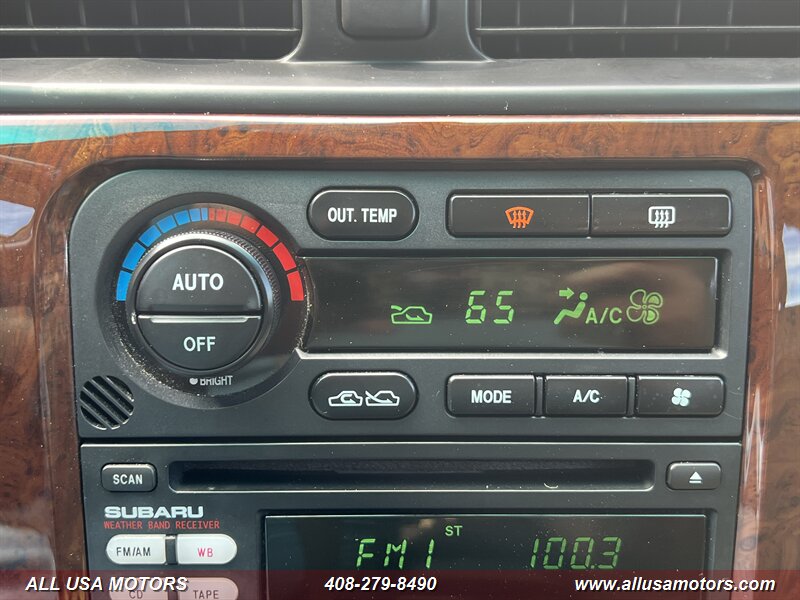 OUT. TEMP
AUTO
65 A/C
OFF
BRIGHT
MODE A/C
SCAN
SUBARU
WEATHER BAND RECEIVER
FM/AM WB
FM1 ST 100.3
CD TAPE
ALL USA MOTORS 408-279-8490 www.allusamotors.com